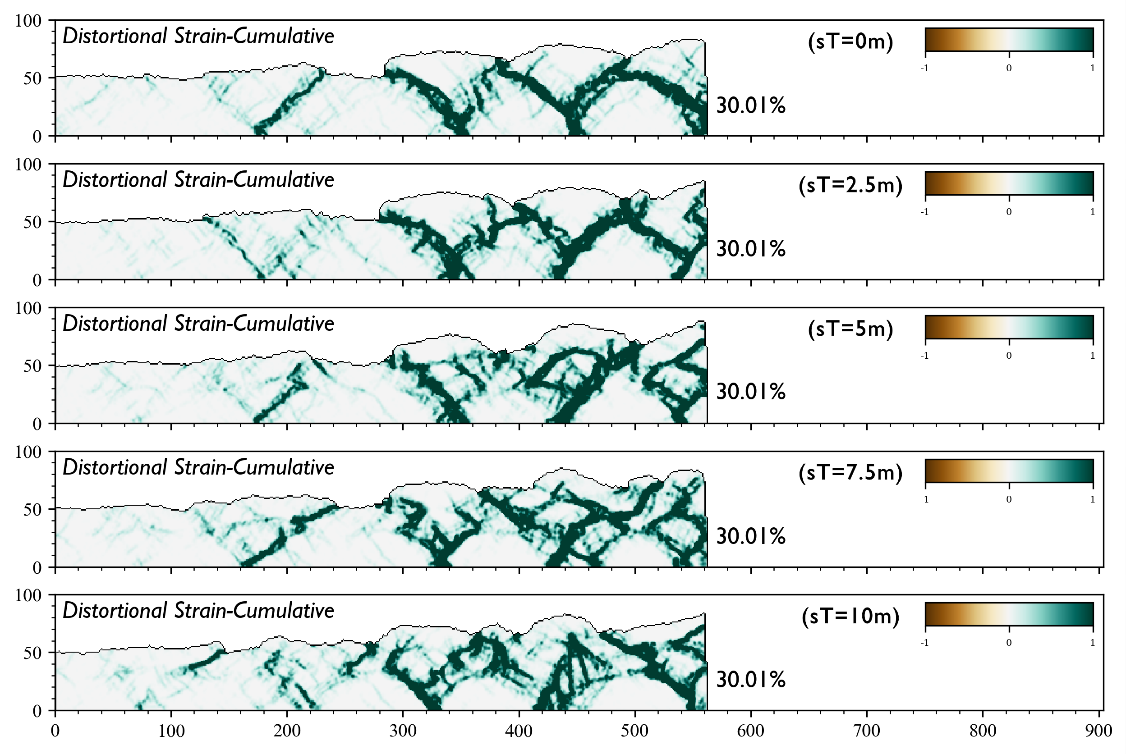 100
Distortional Strain-Cumulative
(sT=0m)
-1 0 1
50
30.01%
0
100
Distortional Strain-Cumulative
(sT=2.5m)
-1 0 1
50
30.01%
0
100
Distortional Strain-Cumulative
(sT=5m)
-1 0 1
50
30.01%
0
100
Distortional Strain-Cumulative
(sT=7.5m)
1 0 1
50
30.01%
0
100
Distortional Strain-Cumulative
(sT=10m)
-1 0 1
50
30.01%
0
0 100 200 300 400 500 600 700 800 900